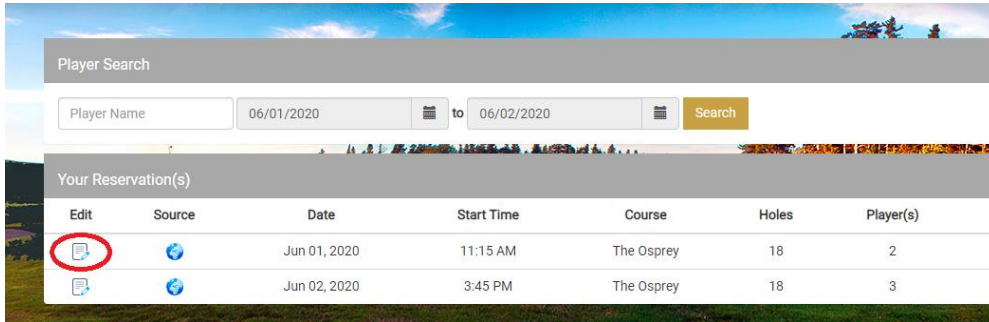 Player Search
Player Name 06/01/2020 to 06/02/2020 Search
Your Reservation(s)
Edit Source Date Start Time Course Holes Player(s)
Jun 01, 2020 11:15 AM The Osprey 18 2
Jun 02, 2020 3:45 PM The Osprey 18 3